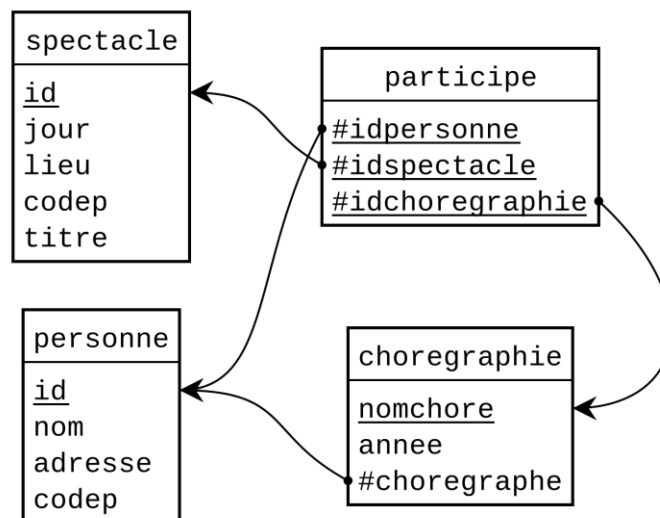 spectacle
id
jour
lieu
codep
titre
participe
#idpersonne
#idspectacle
#idchoregraphie
personne
id
nom
adresse
codep
choregraphie
nomchore
annee
#choregraphe